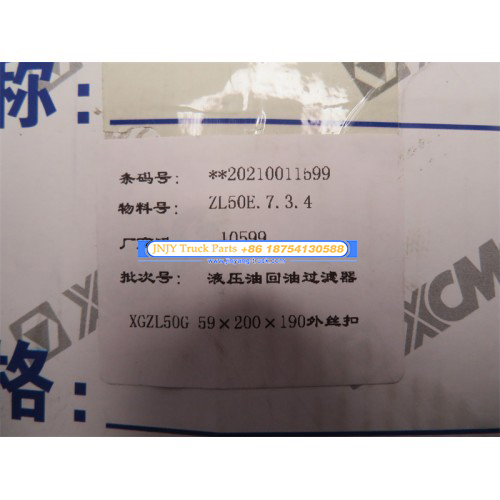 称:
XCM
条码号: **20210011599
物料号: ZL50E.7.3.4
10599
JNJY Truck Parts +86 18754130588
批次号: 液压油回油过滤器
XGZL50G 59×200×190外丝扣
格: